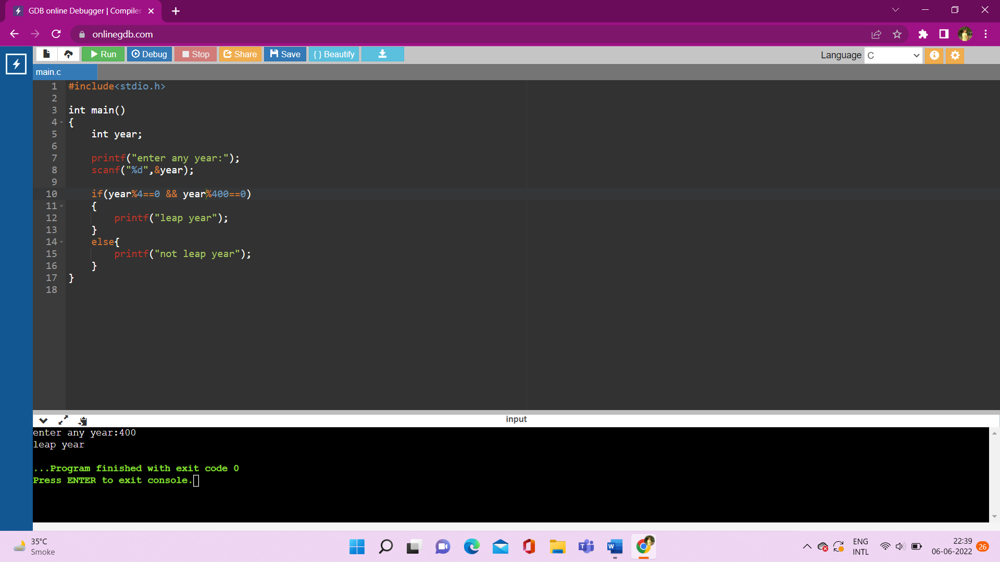 GDB online Debugger | Compiler
onlinegdb.com
Run Debug Stop Share Save { } Beautify Language C
main.c
1 #include<stdio.h>
2
3 int main()
4 {
5 int year;
6
7 printf("enter any year:");
8 scanf("%d",&year);
9
10 if(year%4==0 && year%400==0)
11 {
12 printf("leap year");
13 }
14 else{
15 printf("not leap year");
16 }
17 }
18
input
enter any year:400
leap year
...Program finished with exit code 0
Press ENTER to exit console.
35°C
Smoke
ENG
INTL
22:39
06-06-2022
26